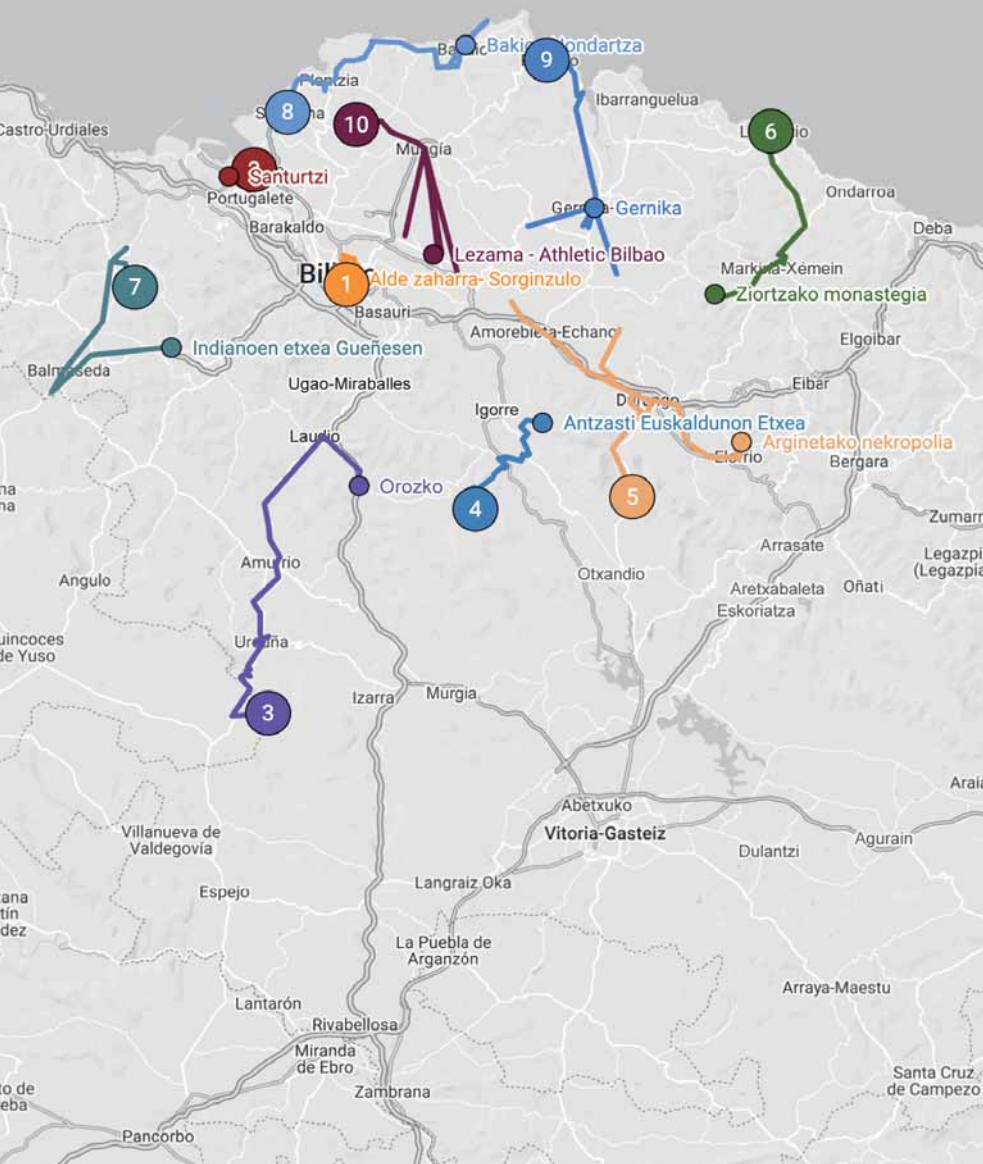 Bakio
Hondartza
9
Plentzia
Ibarranguelua
8
10
6
Castro-Urdiales
Mungía
Santurtzi
Portugalete
Ondarroa
Gernika
Barakaldo
Deba
Lezama - Athletic Bilbao
Markina-Xemein
7
1
Alde zaharra- Sorginzulo
Ziortzako monastegia
Basauri
Amorebieta-Echano
Elgoibar
Indianoen etxea Gueñesen
Balmaseda
Ugao-Miraballes
Eibar
Durango
Igorre
Antzasti Euskaldunon Etxea
Laudio
Arginetako nekropolia
Elorrio
Bergara
Orozko
5
4
Zumarr
Arrasate
Amurrio
Legazpi
(Legazpia
Angulo
Otxandio
Aretxabaleta
Oñati
Eskoriatza
uincoces
de Yuso
Urduña
Izarra
Murgia
3
Araia
Abetxuko
Villanueva de
Valdegovía
Vitoria-Gasteiz
Agurain
Dulantzi
Langraiz Oka
Espejo
La Puebla de
Arganzón
Arraya-Maestu
Lantarón
Rivabellosa
Miranda
de Ebro
Santa Cruz
de Campezo
Zambrana
Pancorbo